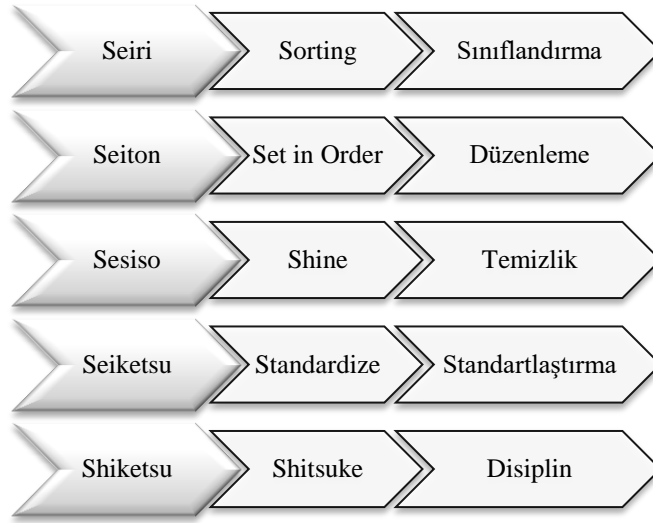 Seiri Sorting Sınıflandırma
Seiton Set in Order Düzenleme
Sesiso Shine Temizlik
Seiketsu Standardize Standartlaştırma
Shiketsu Shitsuke Disiplin